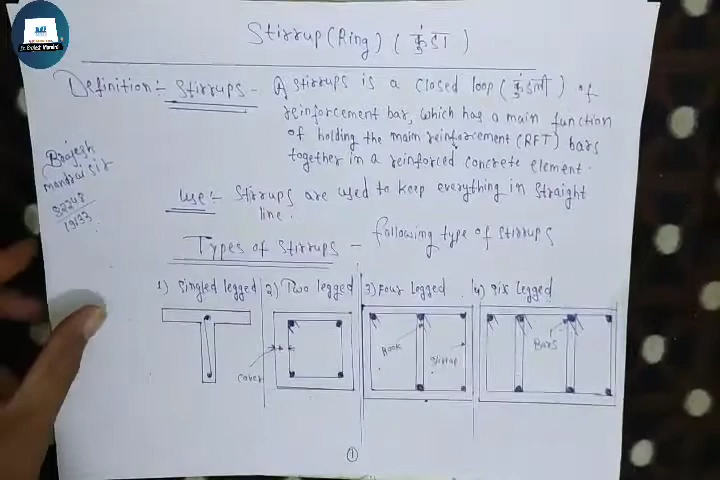 Stirrup (Ring) (कुंडा)
Definition:- Stirrups - A stirrups is a closed loop (कुंडली) of
reinforcement bar, which has a main function
of holding the main reinforcement (RFT) bars
together in a reinforced concrete element.
Brajesh
mandrai sir
82248
19133
Use:- Stirrups are used to keep everything in straight
line.
Types of stirrups - following type of stirrups
1) Singled legged 2) Two legged 3) Four legged 4) Six legged
Cover
Hook
Stirrup
Bars
1